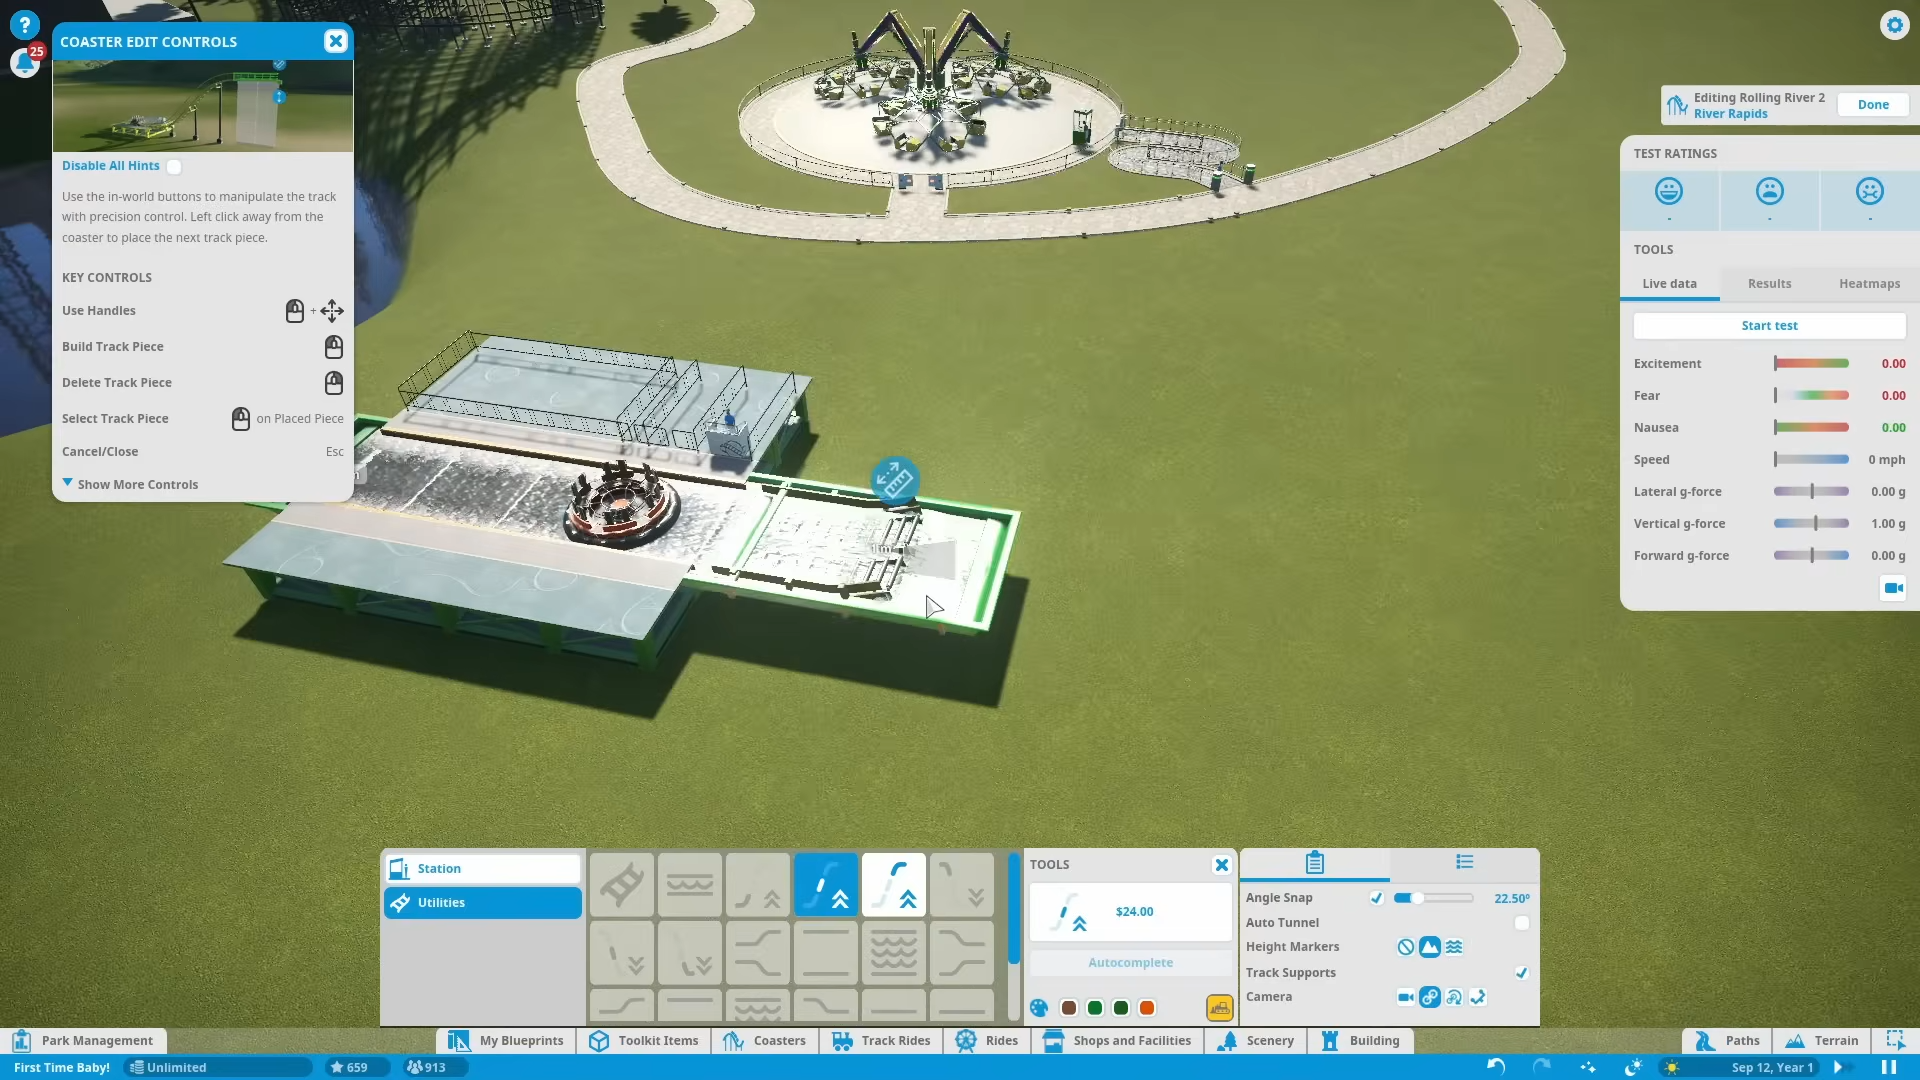 ?
25
COASTER EDIT CONTROLS
Disable All Hints
Use the in-world buttons to manipulate the track
with precision control. Left click away from the
coaster to place the next track piece.
KEY CONTROLS
Use Handles
+
Build Track Piece
Delete Track Piece
Select Track Piece
on Placed Piece
Cancel/Close
Esc
Show More Controls
Editing Rolling River 2
River Rapids
Done
TEST RATINGS
-
-
-
TOOLS
Live data
Results
Heatmaps
Start test
Excitement
0.00
Fear
0.00
Nausea
0.00
Speed
0 mph
Lateral g-force
0.00 g
Vertical g-force
1.00 g
Forward g-force
0.00 g
Station
Utilities
TOOLS
$24.00
Autocomplete
Angle Snap
22.50°
Auto Tunnel
Height Markers
Track Supports
Camera
Park Management
My Blueprints
Toolkit Items
Coasters
Track Rides
Rides
Shops and Facilities
Scenery
Building
Paths
Terrain
First Time Baby!
Unlimited
659
913
Sep 12, Year 1